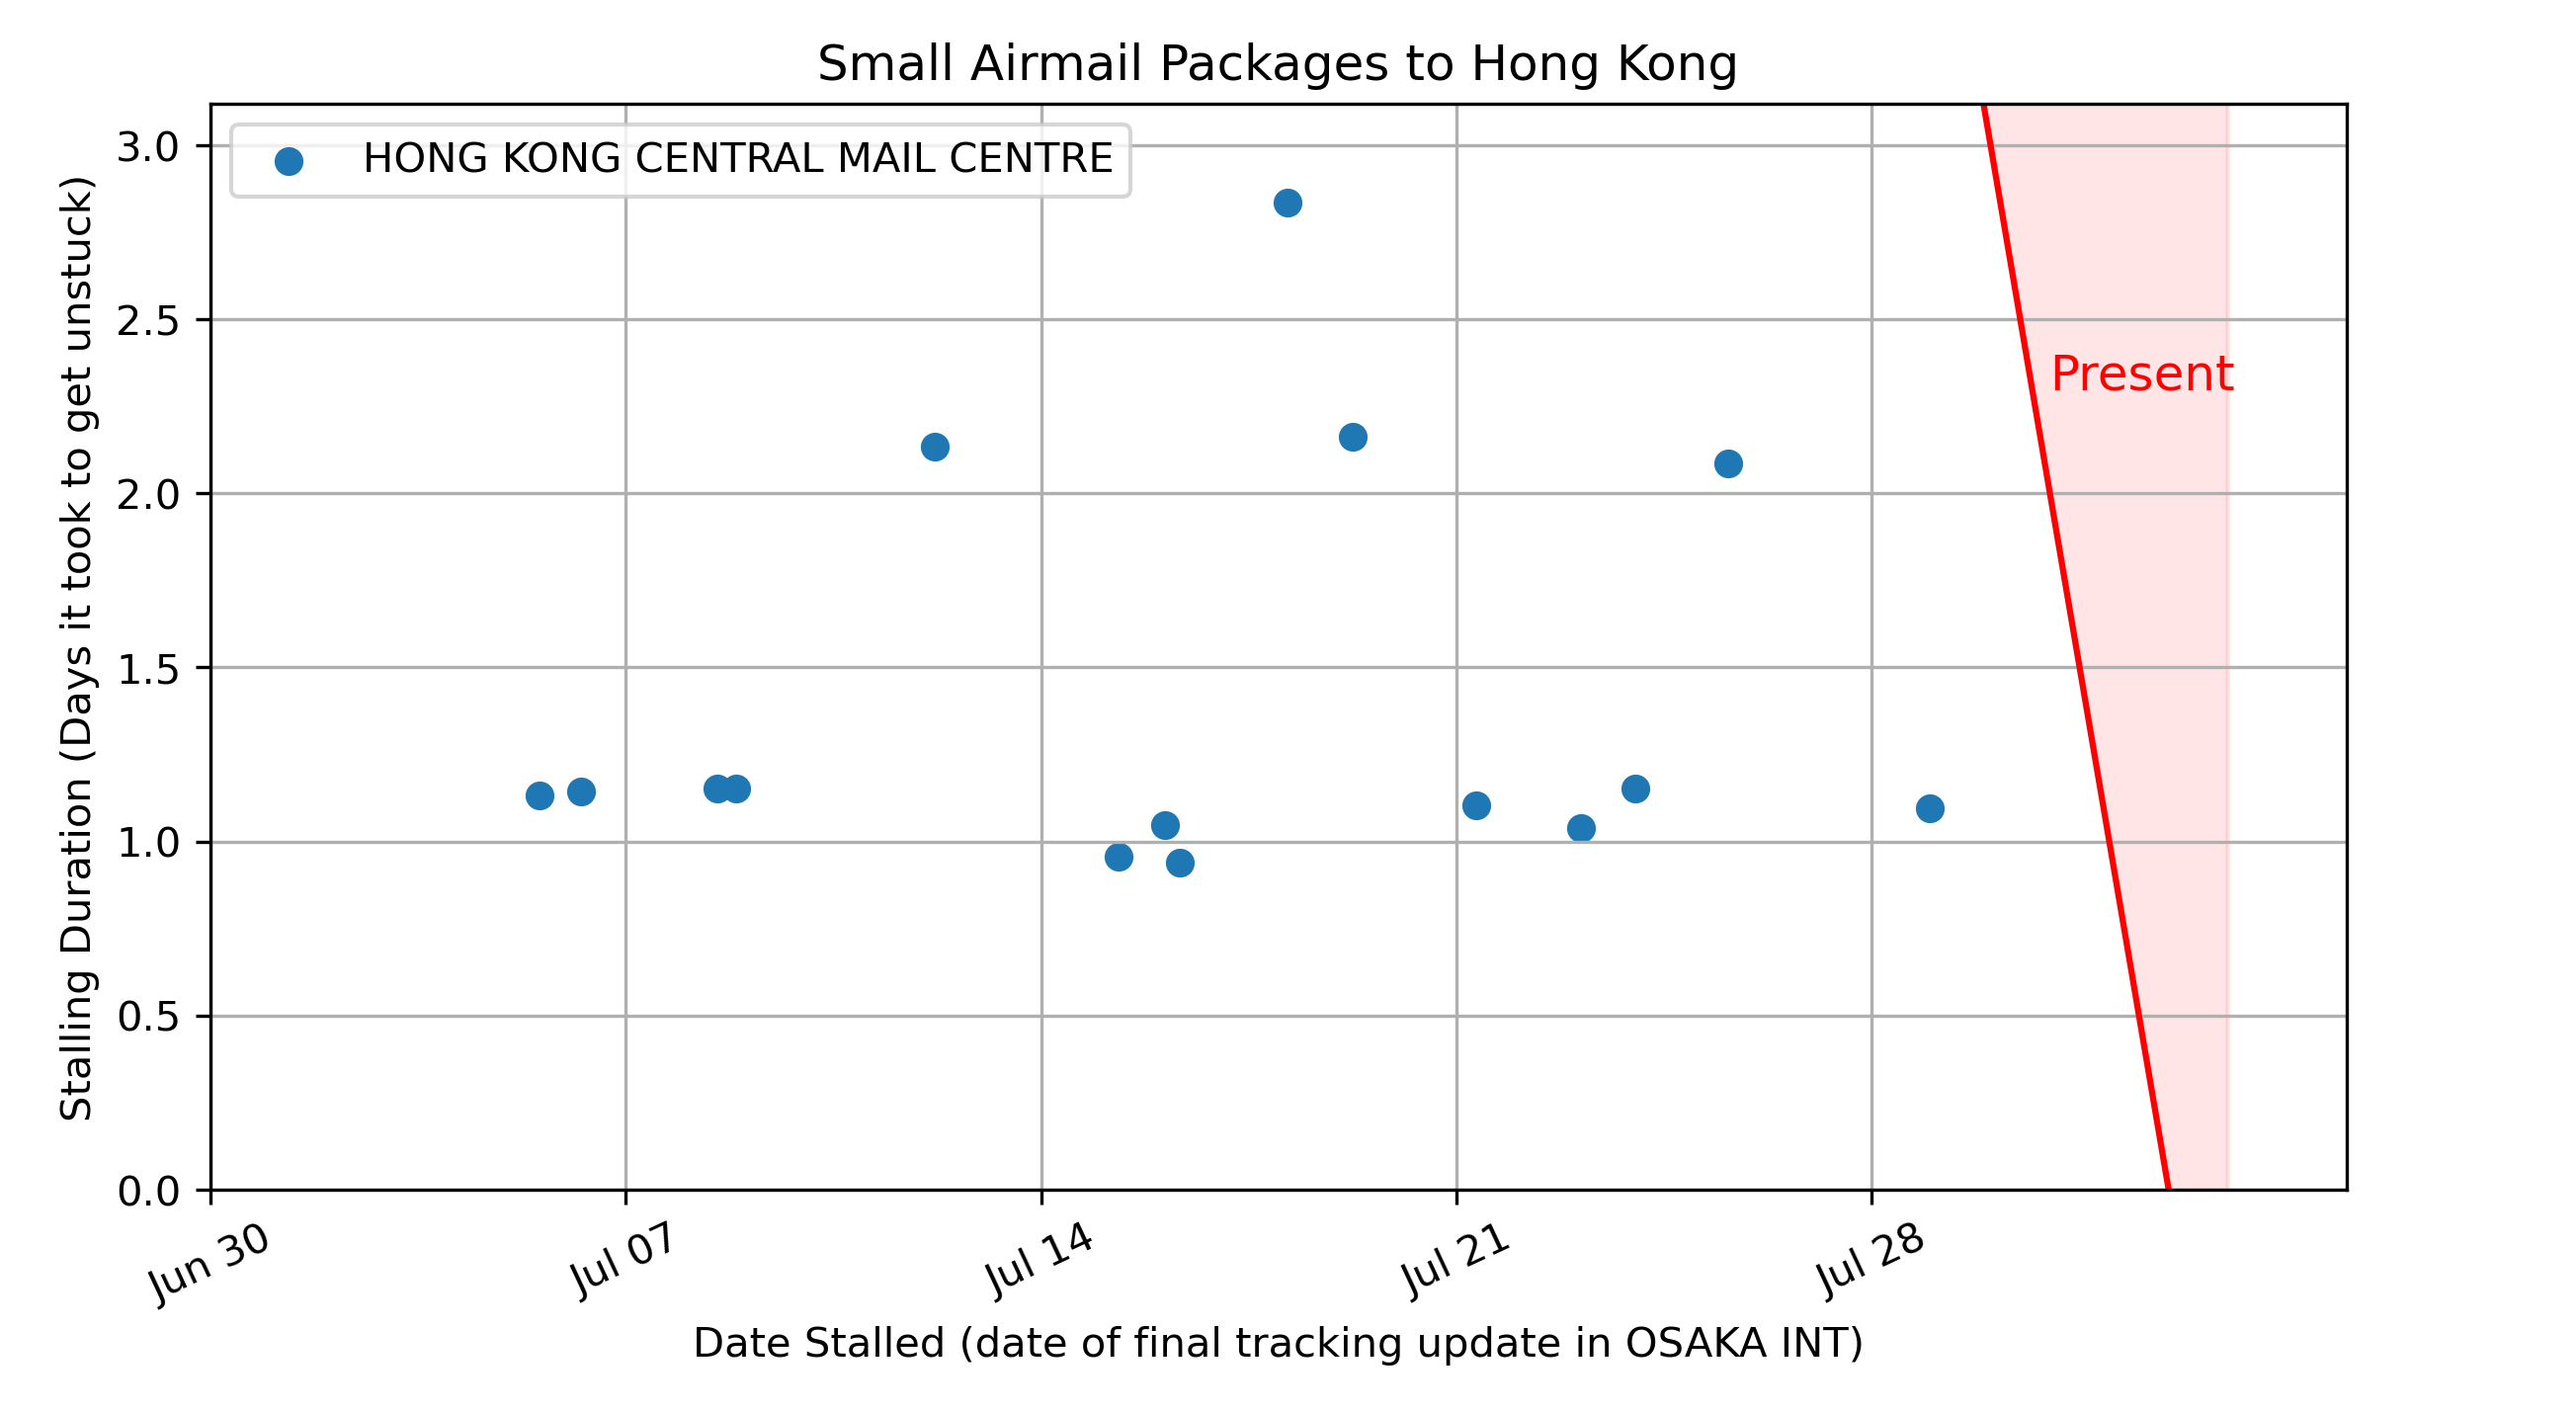 Small Airmail Packages to Hong Kong
HONG KONG CENTRAL MAIL CENTRE
Present
Stalling Duration (Days it took to get unstuck)
3.0
2.5
2.0
1.5
1.0
0.5
0.0
Jun 30
Jul 07
Jul 14
Jul 21
Jul 28
Date Stalled (date of final tracking update in OSAKA INT)